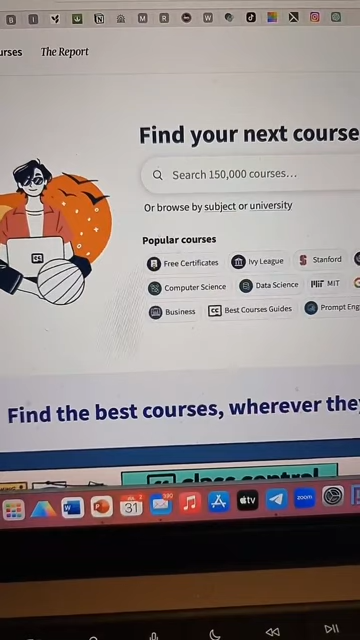 urses The Report
Find your next course
Search 150,000 courses...
Or browse by subject or university
Popular courses
Free Certificates Ivy League Stanford
Computer Science Data Science MIT
Business Best Courses Guides Prompt Eng
Find the best courses, wherever they
class central
31
tv
zoom